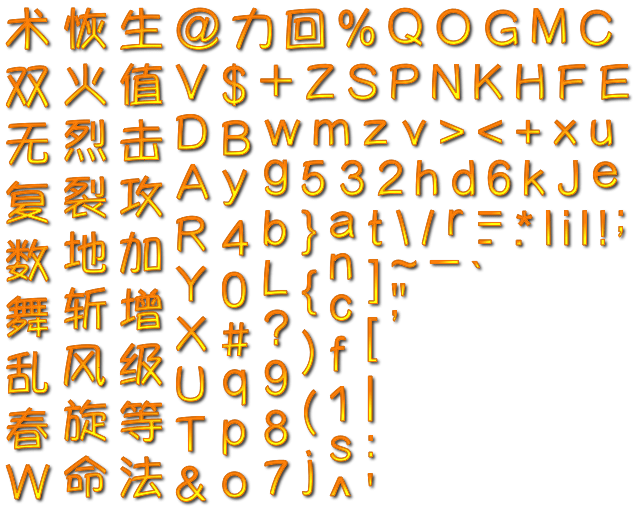 术恢生@力回%QOGMC
双火值V$+ZSPNKHFE
无烈击DBwmzv><+xu
复裂攻Ayg532hd6kJe
数地加R4b}at\/r=*lil!;
舞斩增Y0L{nc]~"—`
乱风级X#?)f[
春旋等UTqp98(1s|:
W命法&o7j^'